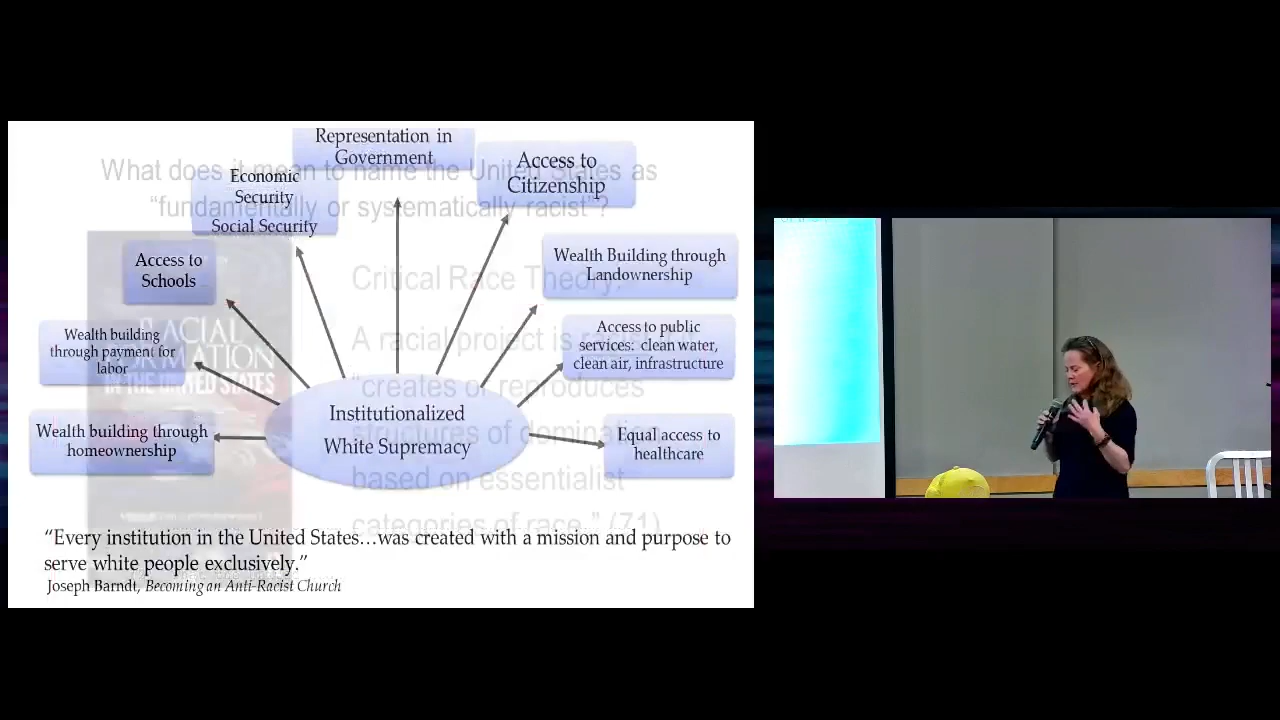 Representation in
Government
Access to
Citizenship
Economic
Security
Social Security
Wealth Building through
Landownership
Access to
Schools
Wealth building
through payment for
labor
Access to public
services:  clean water,
clean air, infrastructure
Wealth building through
homeownership
Institutionalized
White Supremacy
Equal access to
healthcare
“Every institution in the United States…was created with a mission and purpose to
serve white people exclusively.”
Joseph Barndt, Becoming an Anti-Racist Church
What does it mean to name the United States as
“fundamentally or systematically racist”?
Critical Race Theory:
A racial project is
“creates or reproduces
structures of domination
based on essentialist
categories of race.” (71)
RACIAL
FORMATION
IN THE UNITED STATES